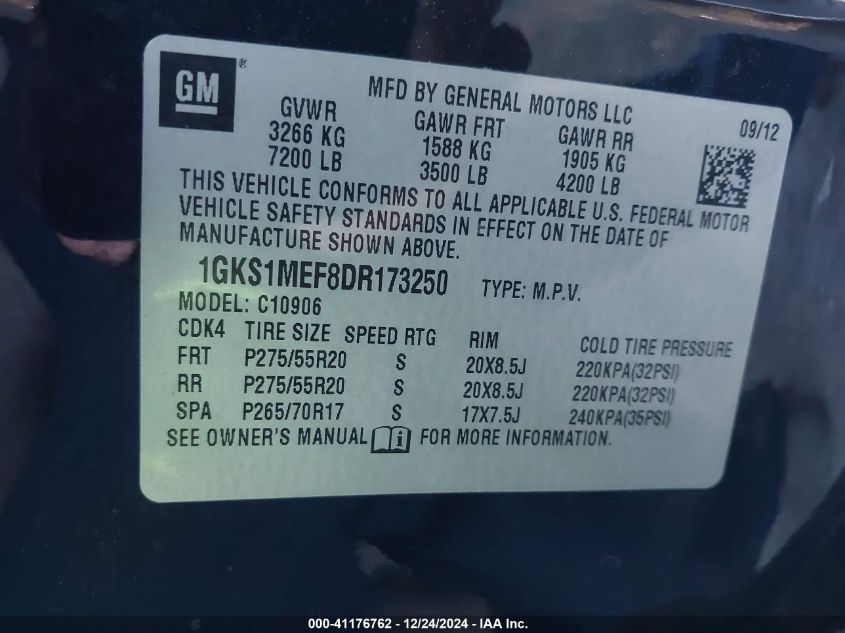 GM ®
MFD BY GENERAL MOTORS LLC
09/12
GVWR GAWR FRT GAWR RR
3266 KG 1588 KG 1905 KG
7200 LB 3500 LB 4200 LB
THIS VEHICLE CONFORMS TO ALL APPLICABLE U.S. FEDERAL MOTOR
VEHICLE SAFETY STANDARDS IN EFFECT ON THE DATE OF
MANUFACTURE SHOWN ABOVE.
1GKS1MEF8DR173250 TYPE: M.P.V.
MODEL: C10906
CDK4 TIRE SIZE SPEED RTG RIM COLD TIRE PRESSURE
FRT P275/55R20 S 20X8.5J 220KPA(32PSI)
RR P275/55R20 S 20X8.5J 220KPA(32PSI)
SPA P265/70R17 S 17X7.5J 240KPA(35PSI)
SEE OWNER'S MANUAL i FOR MORE INFORMATION.
000-41176762 - 12/24/2024 - IAA Inc.